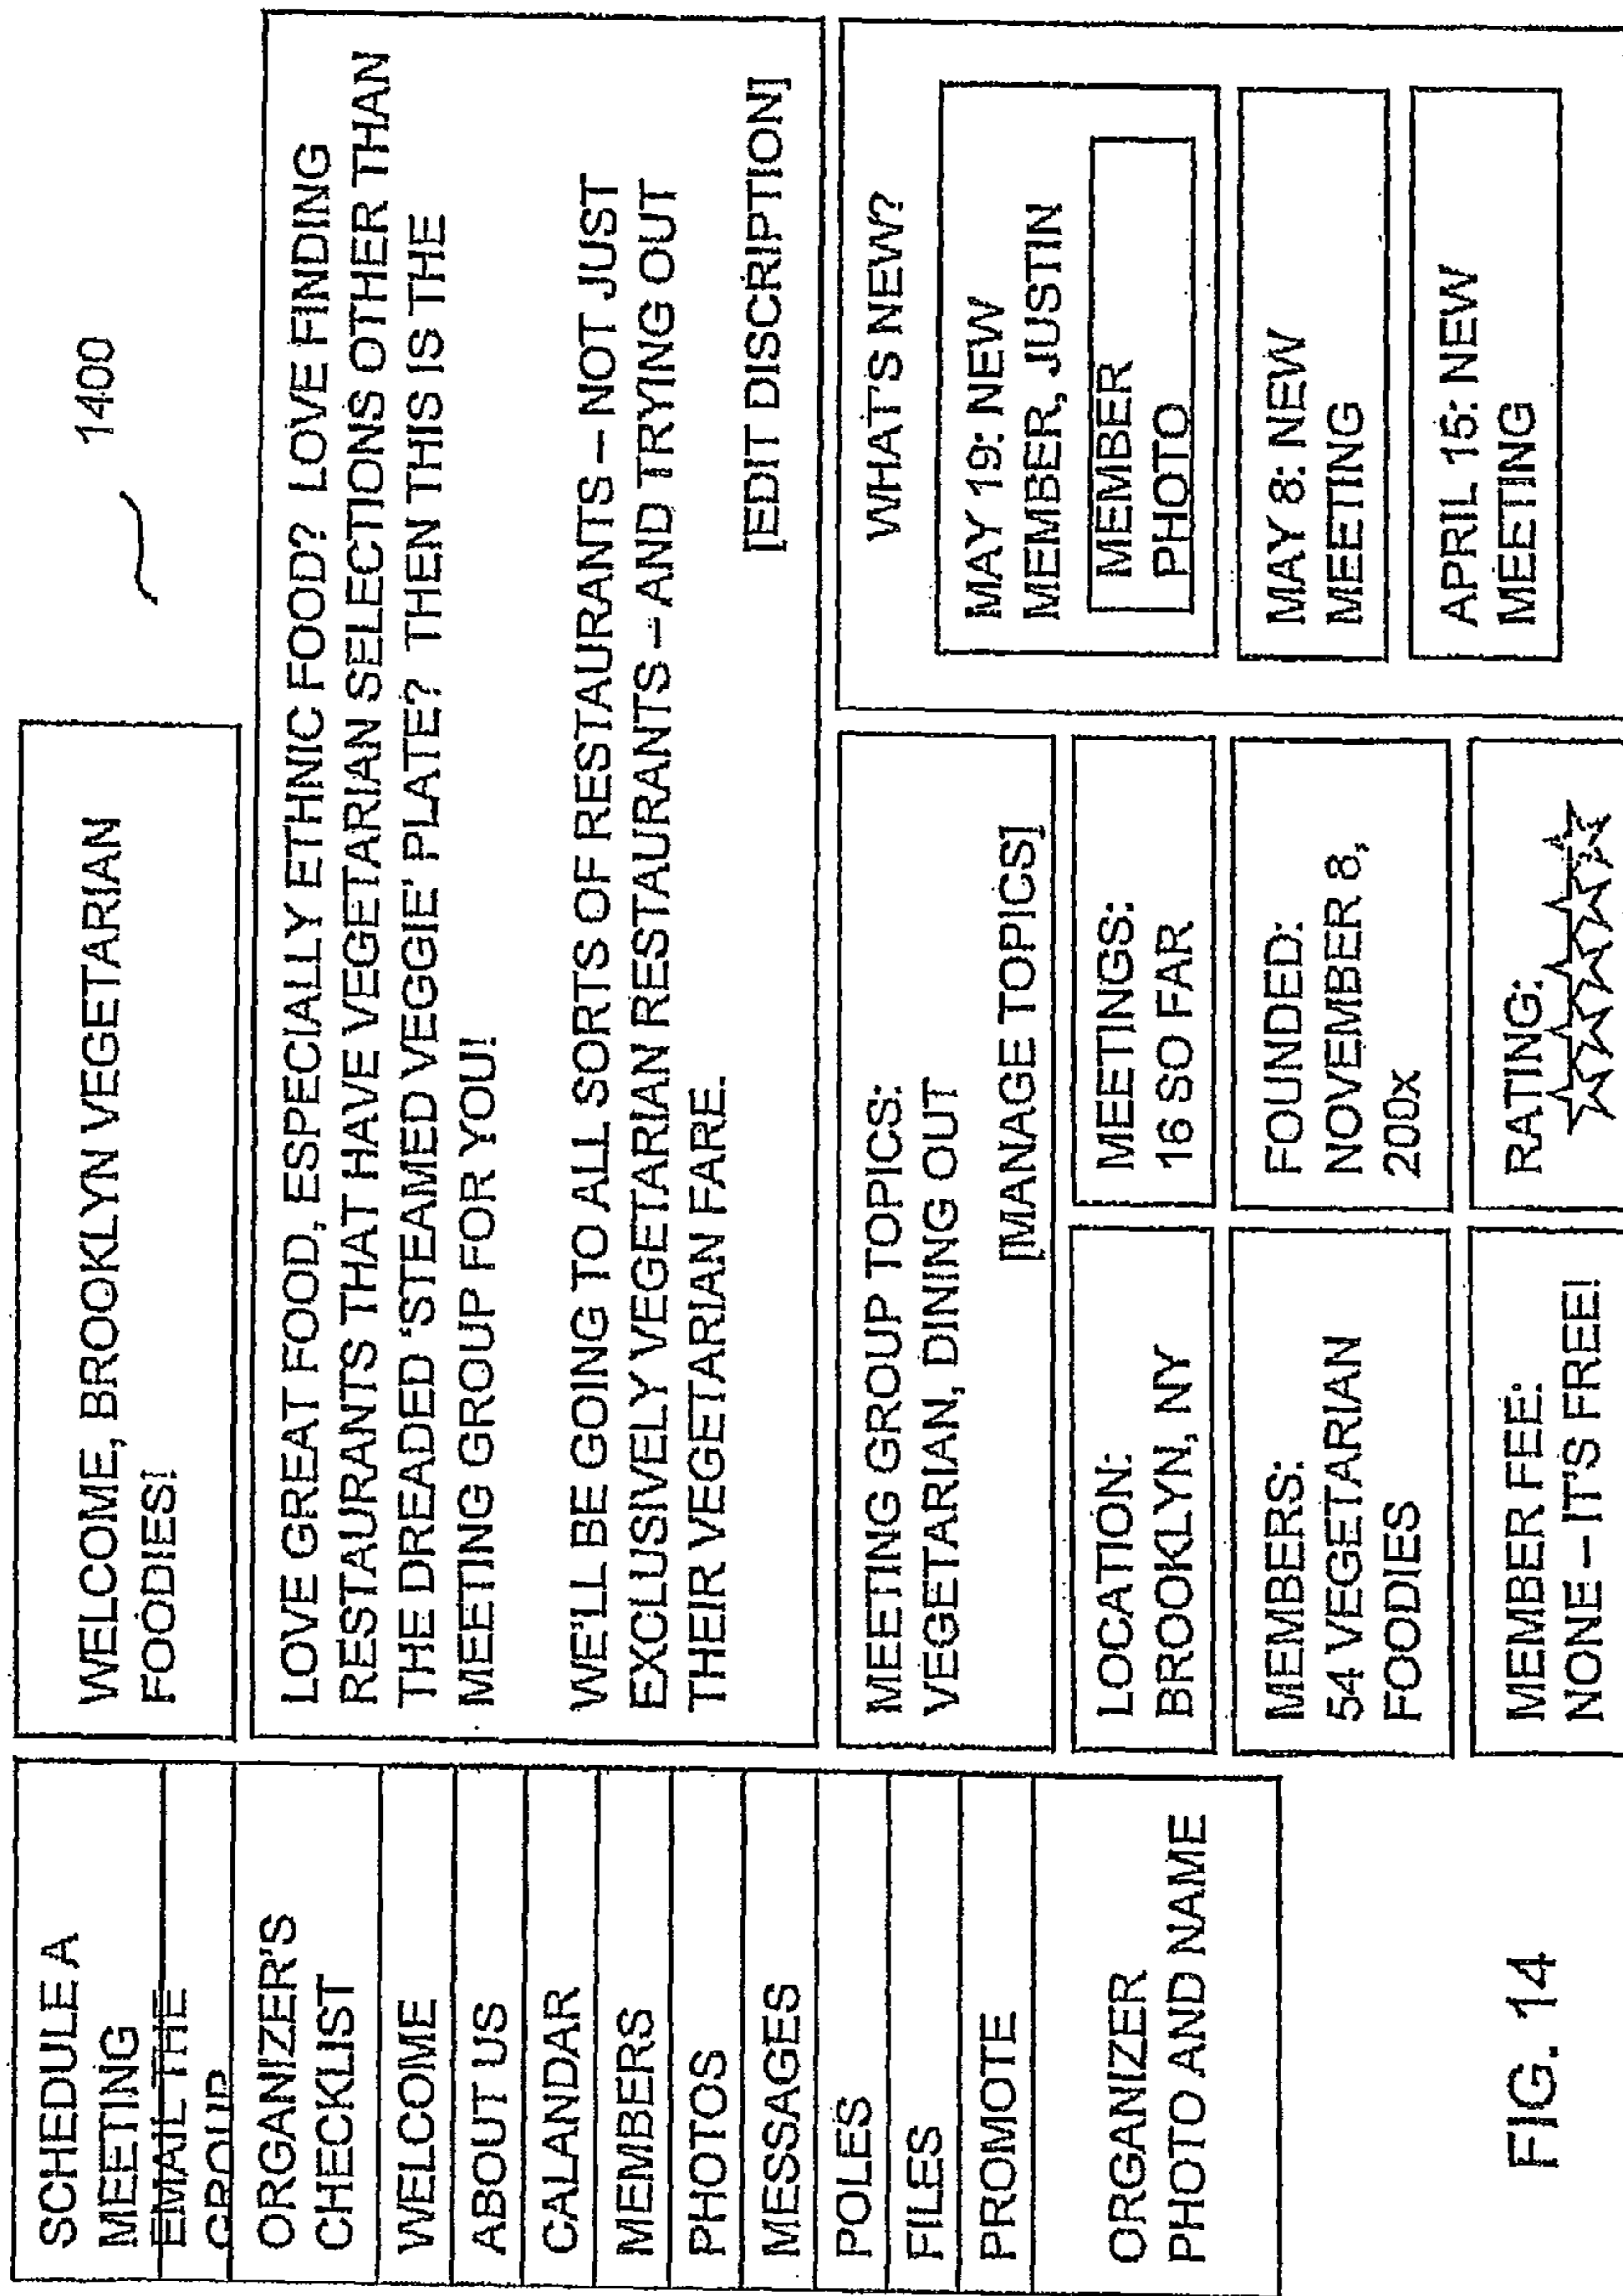 1400
SCHEDULE A
MEETING
EMAIL THE
GROUP
ORGANIZER'S
CHECKLIST
WELCOME
ABOUT US
CALANDAR
MEMBERS
PHOTOS
MESSAGES
POLES
FILES
PROMOTE
ORGANIZER
PHOTO AND NAME
WELCOME, BROOKLYN VEGETARIAN
FOODIES!
LOVE GREAT FOOD, ESPECIALLY ETHNIC FOOD? LOVE FINDING
RESTAURANTS THAT HAVE VEGETARIAN SELECTIONS OTHER THAN
THE DREADED 'STEAMED VEGGIE' PLATE? THEN THIS IS THE
MEETING GROUP FOR YOU!
WE'LL BE GOING TO ALL SORTS OF RESTAURANTS – NOT JUST
EXCLUSIVELY VEGETARIAN RESTAURANTS – AND TRYING OUT
THEIR VEGETARIAN FARE.
[EDIT DISCRIPTION]
MEETING GROUP TOPICS:
VEGETARIAN, DINING OUT
[MANAGE TOPICS]
LOCATION:
BROOKLYN, NY
MEETINGS:
16 SO FAR
MEMBERS:
54 VEGETARIAN
FOODIES
FOUNDED:
NOVEMBER 8,
200x
MEMBER FEE:
NONE – IT'S FREE!
RATING:
WHAT'S NEW?
MAY 19: NEW
MEMBER, JUSTIN
MEMBER
PHOTO
MAY 8: NEW
MEETING
APRIL 15: NEW
MEETING
FIG. 14